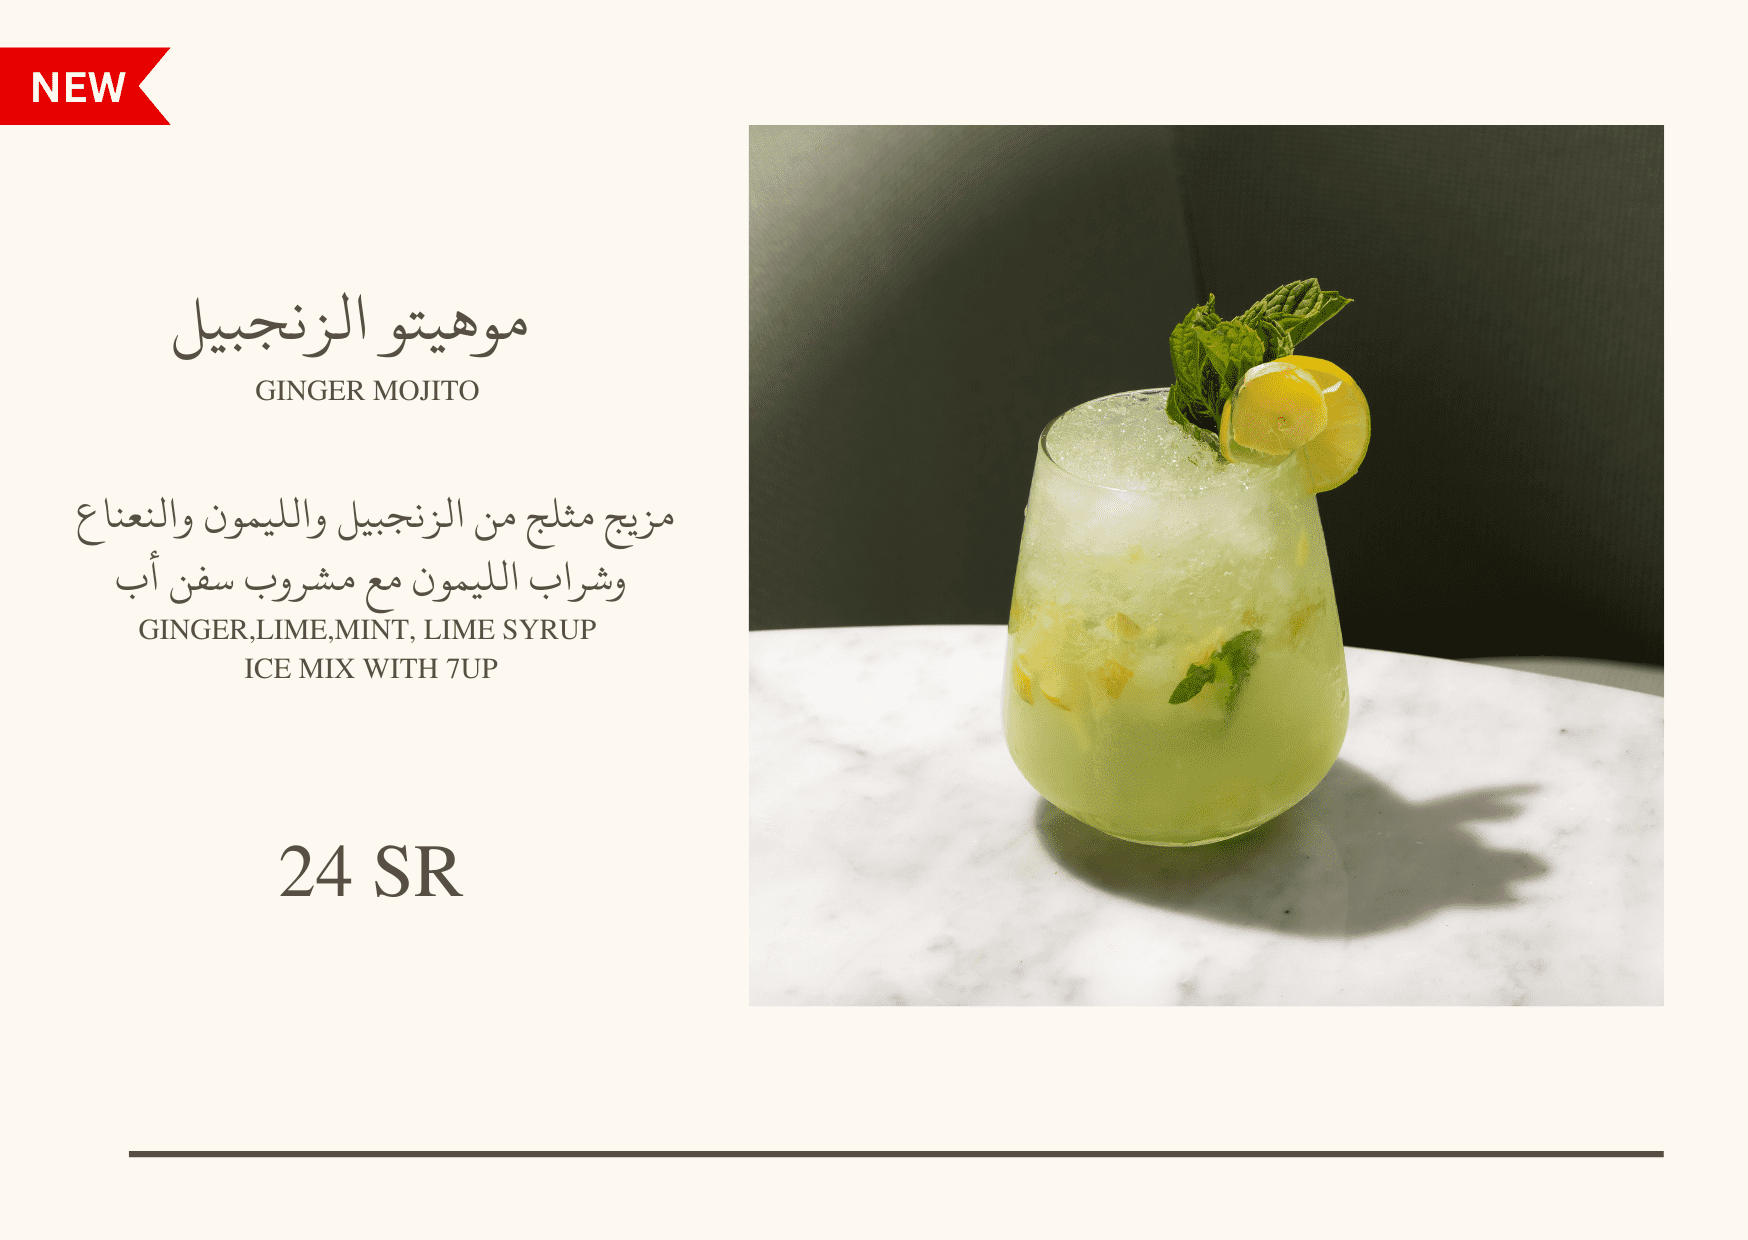 NEW
موهيتو الزنجبيل
GINGER MOJITO
مزيج مثلج من الزنجبيل والليمون والنعناع
وشراب الليمون مع مشروب سفن أب
GINGER,LIME,MINT, LIME SYRUP
ICE MIX WITH 7UP
24 SR